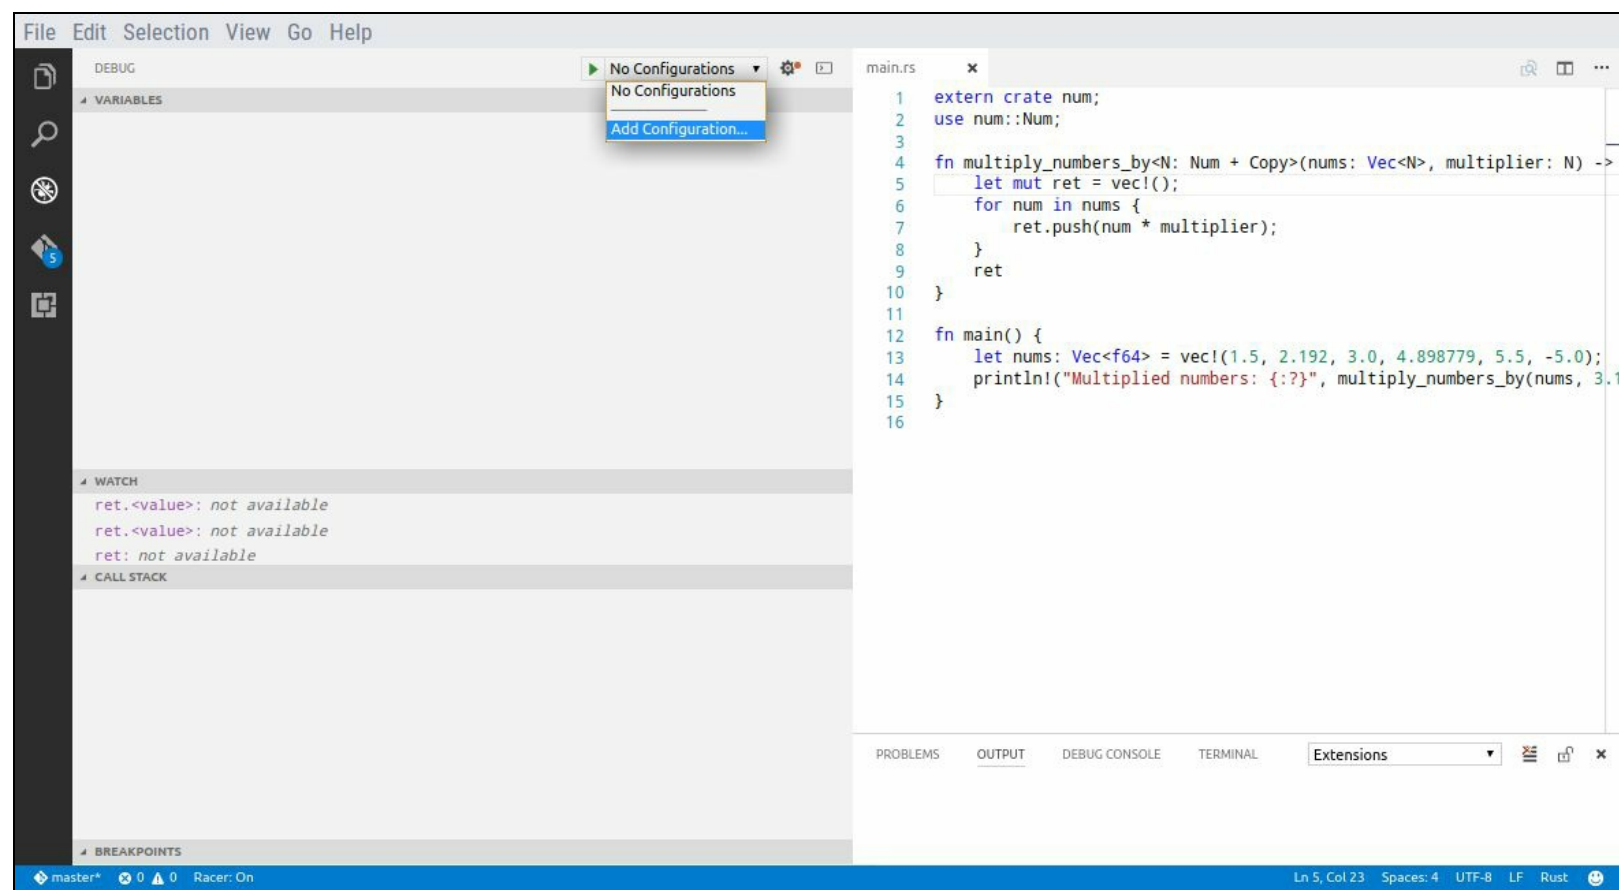 File Edit Selection View Go Help
DEBUG
No Configurations
No Configurations
Add Configuration...
VARIABLES
5
WATCH
ret.<value>: not available
ret.<value>: not available
ret: not available
CALL STACK
BREAKPOINTS
main.rs
1 extern crate num;
2 use num::Num;
3
4 fn multiply_numbers_by<N: Num + Copy>(nums: Vec<N>, multiplier: N) ->
5 let mut ret = vec!();
6 for num in nums {
7 ret.push(num * multiplier);
8 }
9 ret
10 }
11
12 fn main() {
13 let nums: Vec<f64> = vec!(1.5, 2.192, 3.0, 4.898779, 5.5, -5.0);
14 println!("Multiplied numbers: {:?}", multiply_numbers_by(nums, 3.1
15 }
16
PROBLEMS OUTPUT DEBUG CONSOLE TERMINAL Extensions
master* 0 0 Racer: On Ln 5, Col 23 Spaces: 4 UTF-8 LF Rust